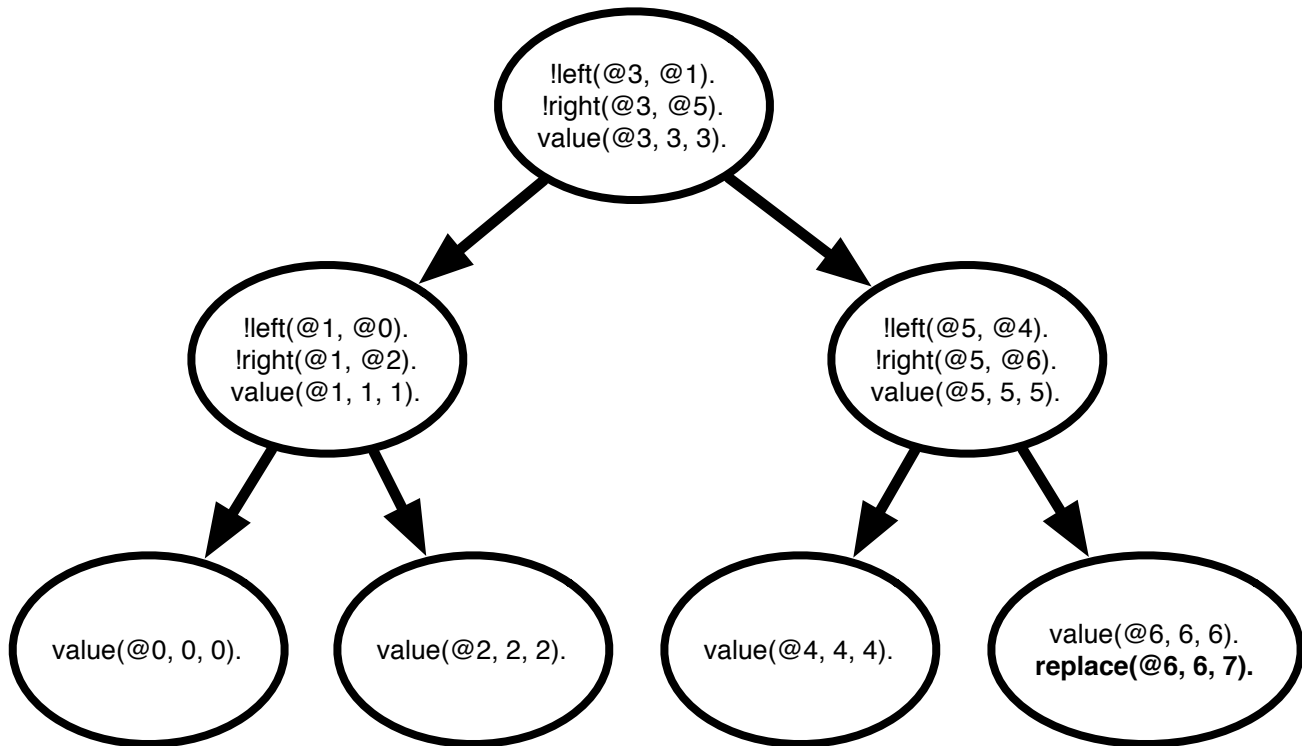 !left(@3, @1).
!right(@3, @5).
value(@3, 3, 3).
!left(@1, @0).
!right(@1, @2).
value(@1, 1, 1).
!left(@5, @4).
!right(@5, @6).
value(@5, 5, 5).
value(@0, 0, 0).
value(@2, 2, 2).
value(@4, 4, 4).
value(@6, 6, 6).
replace(@6, 6, 7).